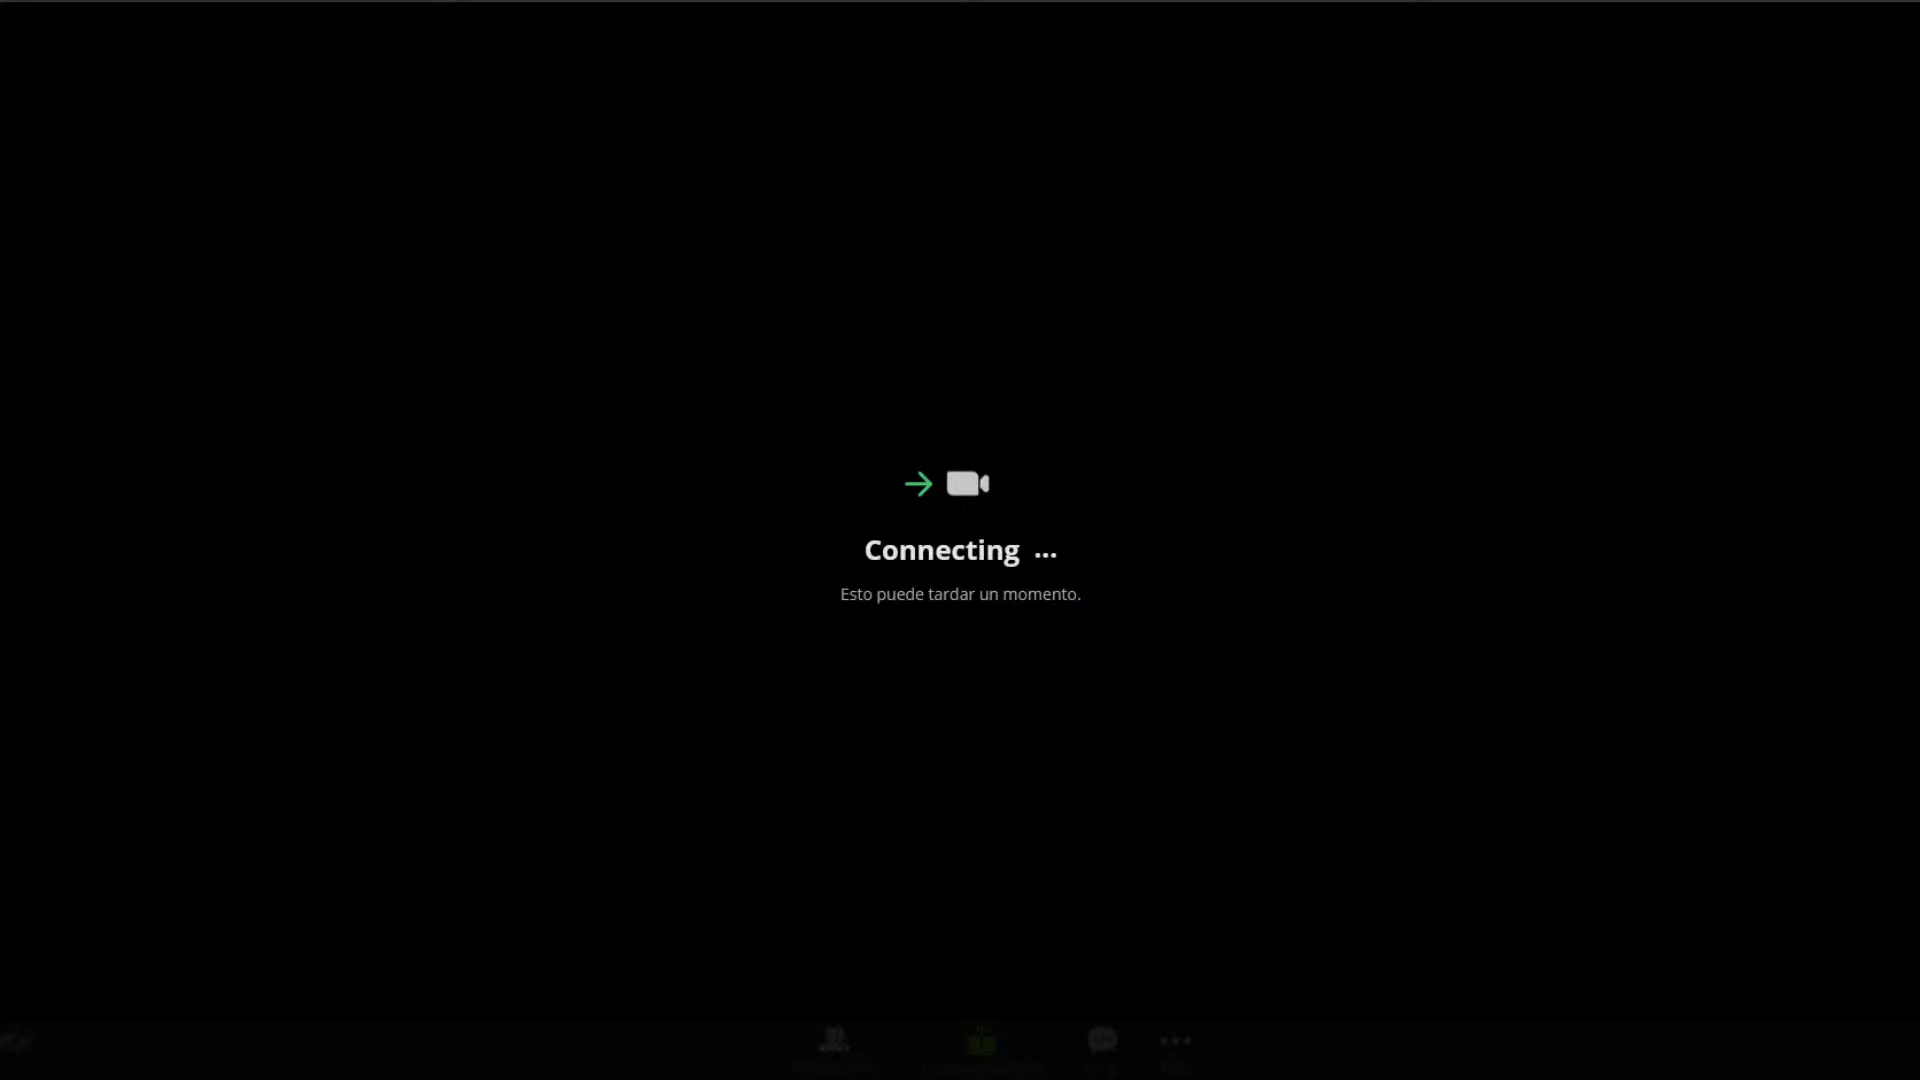 Connecting ...
Esto puede tardar un momento.